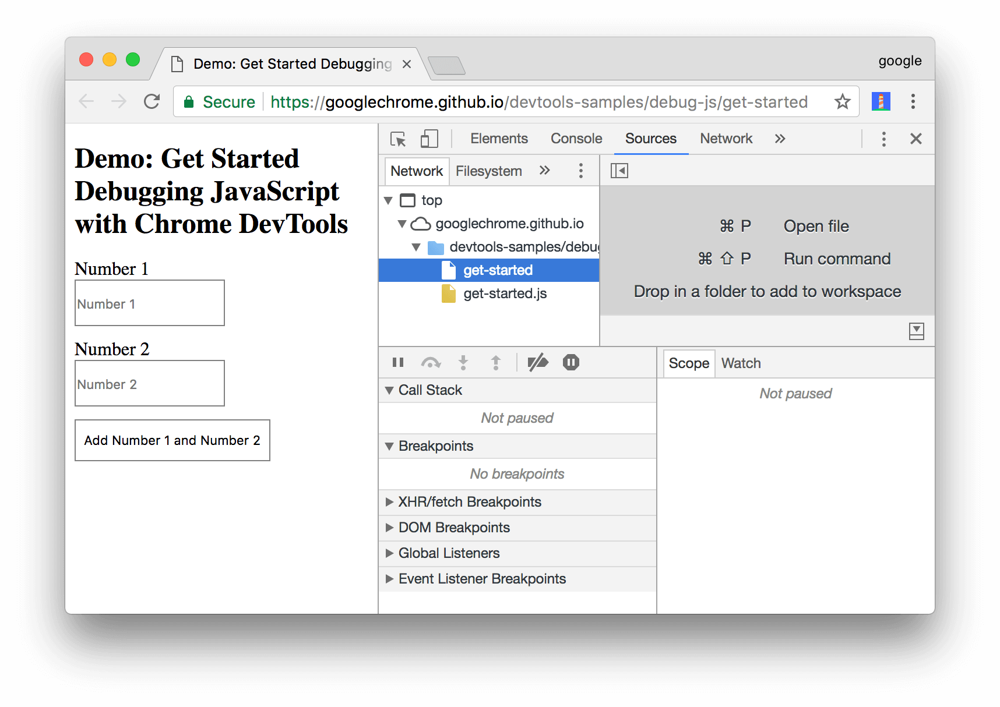 Demo: Get Started Debugging
google
Secure
https://googlechrome.github.io/devtools-samples/debug-js/get-started
Demo: Get Started
Debugging JavaScript
with Chrome DevTools
Number 1
Number 1
Number 2
Number 2
Add Number 1 and Number 2
Elements Console Sources Network »
Network Filesystem »
top
googlechrome.github.io
devtools-samples/debug
get-started
get-started.js
⌘ P Open file
⌘ ⇧ P Run command
Drop in a folder to add to workspace
Call Stack
Not paused
Breakpoints
No breakpoints
XHR/fetch Breakpoints
DOM Breakpoints
Global Listeners
Event Listener Breakpoints
Scope Watch
Not paused